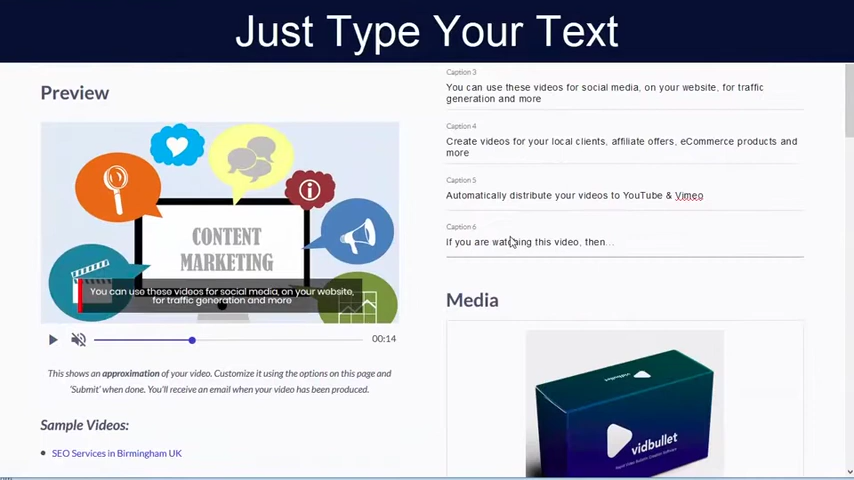 Just Type Your Text
Preview
CONTENT
MARKETING
You can use these videos for social media, on your website,
for traffic generation and more
00:14
This shows an approximation of your video. Customize it using the options on this page and
'Submit' when done. You'll receive an email when your video has been produced.
Sample Videos:
SEO Services in Birmingham UK
Caption 3
You can use these videos for social media, on your website, for traffic
generation and more
Caption 4
Create videos for your local clients, affiliate offers, eCommerce products and
more
Caption 5
Automatically distribute your videos to YouTube & Vimeo
Caption 6
If you are watching this video, then...
Media
vidbullet